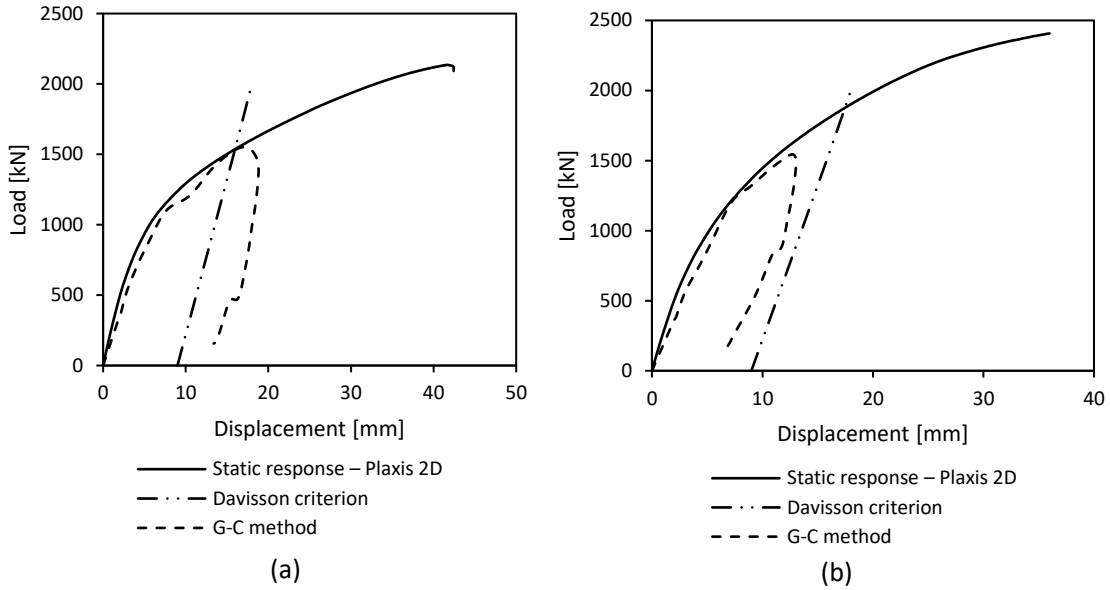 2500
2000
1500
1000
500
0
Load [kN]
0 10 20 30 40 50
Displacement [mm]
Static response – Plaxis 2D
Davisson criterion
G-C method
(a)
2500
2000
1500
1000
500
0
Load [kN]
0 10 20 30 40
Displacement [mm]
Static response – Plaxis 2D
Davisson criterion
G-C method
(b)